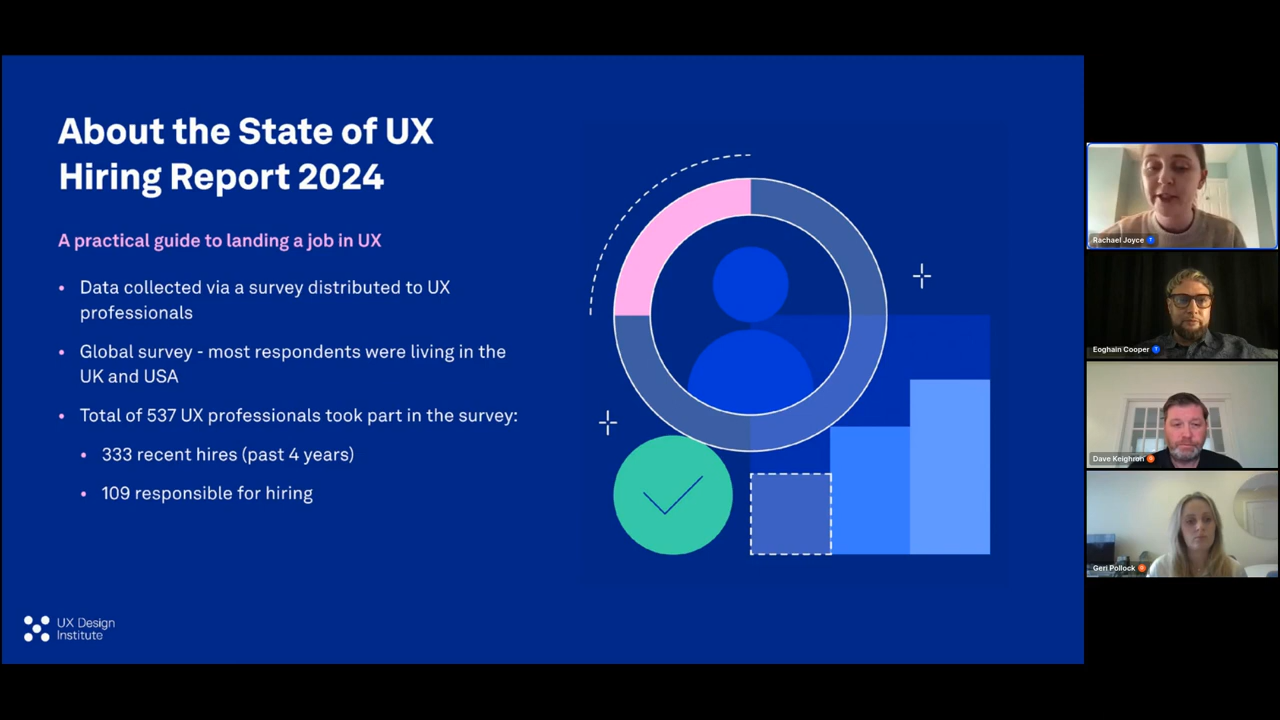 About the State of UX
Hiring Report 2024
A practical guide to landing a job in UX
• Data collected via a survey distributed to UX
professionals
• Global survey - most respondents were living in the
UK and USA
• Total of 537 UX professionals took part in the survey:
• 333 recent hires (past 4 years)
• 109 responsible for hiring
UX Design
Institute
Rachael Joyce T
Eoghain Cooper T
Dave Keighron
Geri Pollock